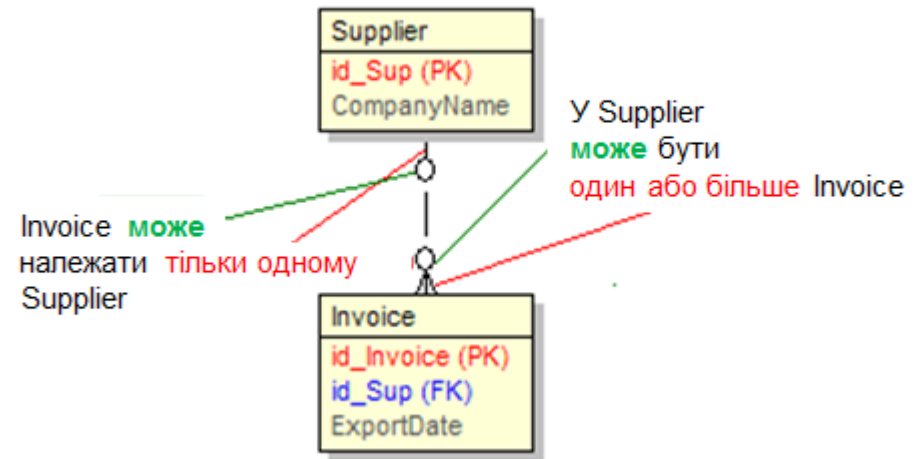 Supplier
id_Sup (PK)
CompanyName
У Supplier
може бути
один або більше Invoice
Invoice може
належати тільки одному
Supplier
Invoice
id_Invoice (PK)
id_Sup (FK)
ExportDate